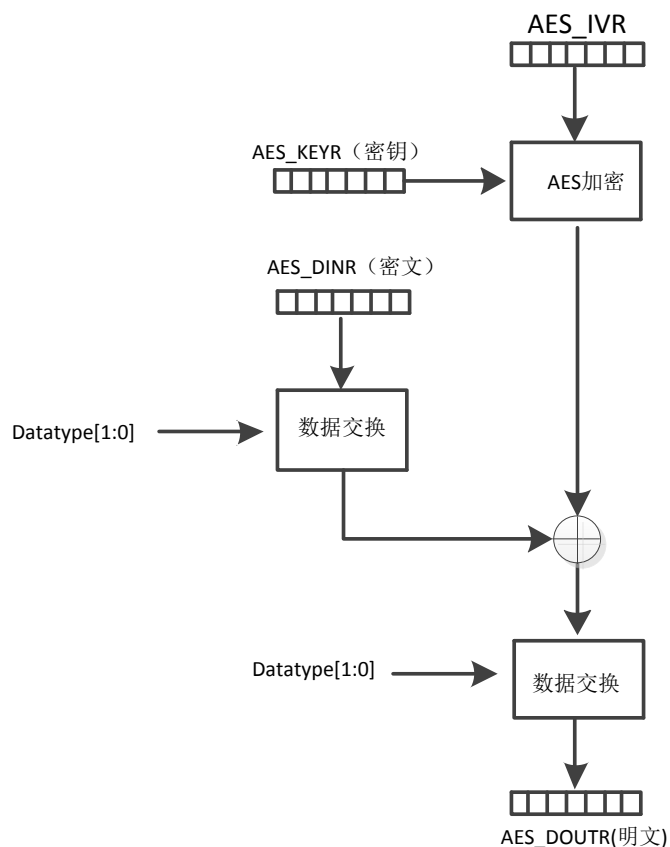 AES_IVR
AES_KEYR（密钥）
AES加密
AES_DINR（密文）
Datatype[1:0]
数据交换
Datatype[1:0]
数据交换
AES_DOUTR(明文)